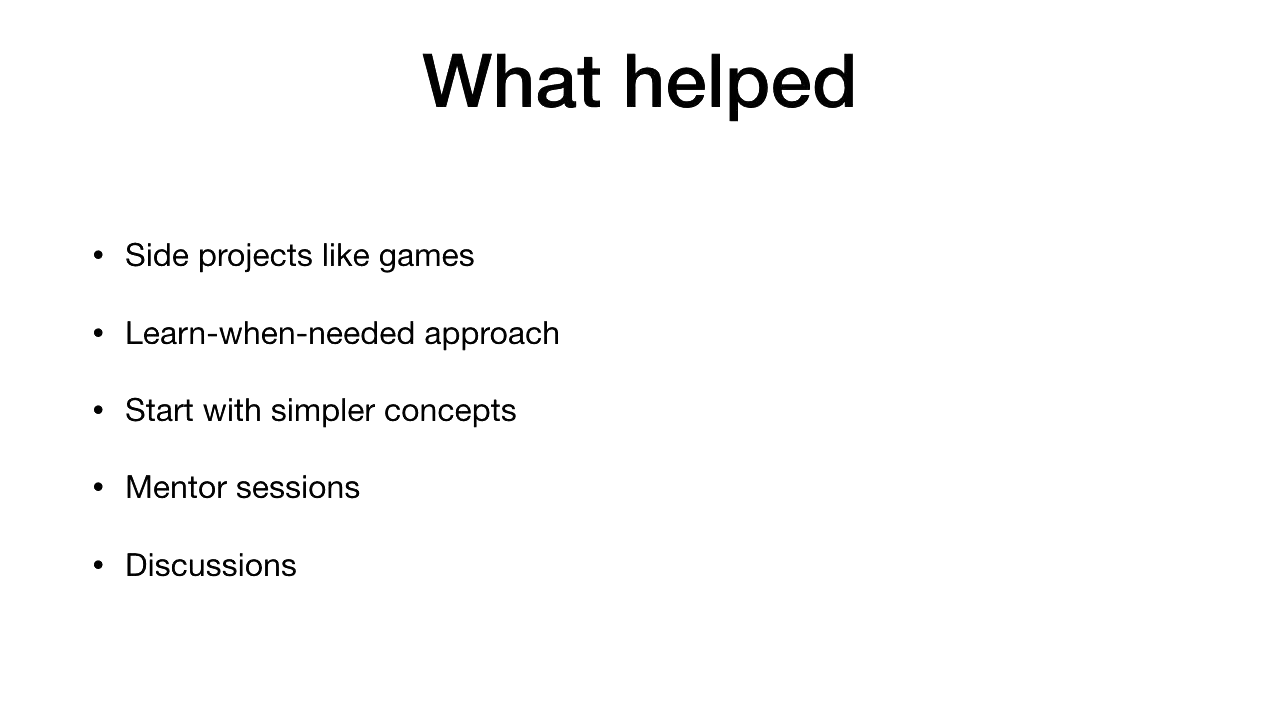 What helped
• Side projects like games
• Learn-when-needed approach
• Start with simpler concepts
• Mentor sessions
• Discussions